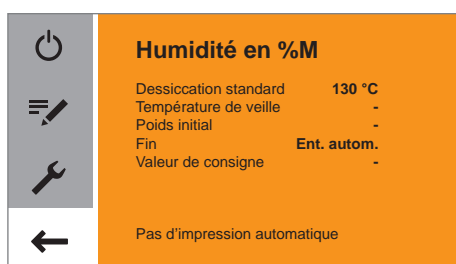 Humidité en %M
Dessiccation standard 130 °C
Température de veille -
Poids initial -
Fin Ent. autom.
Valeur de consigne -
Pas d'impression automatique